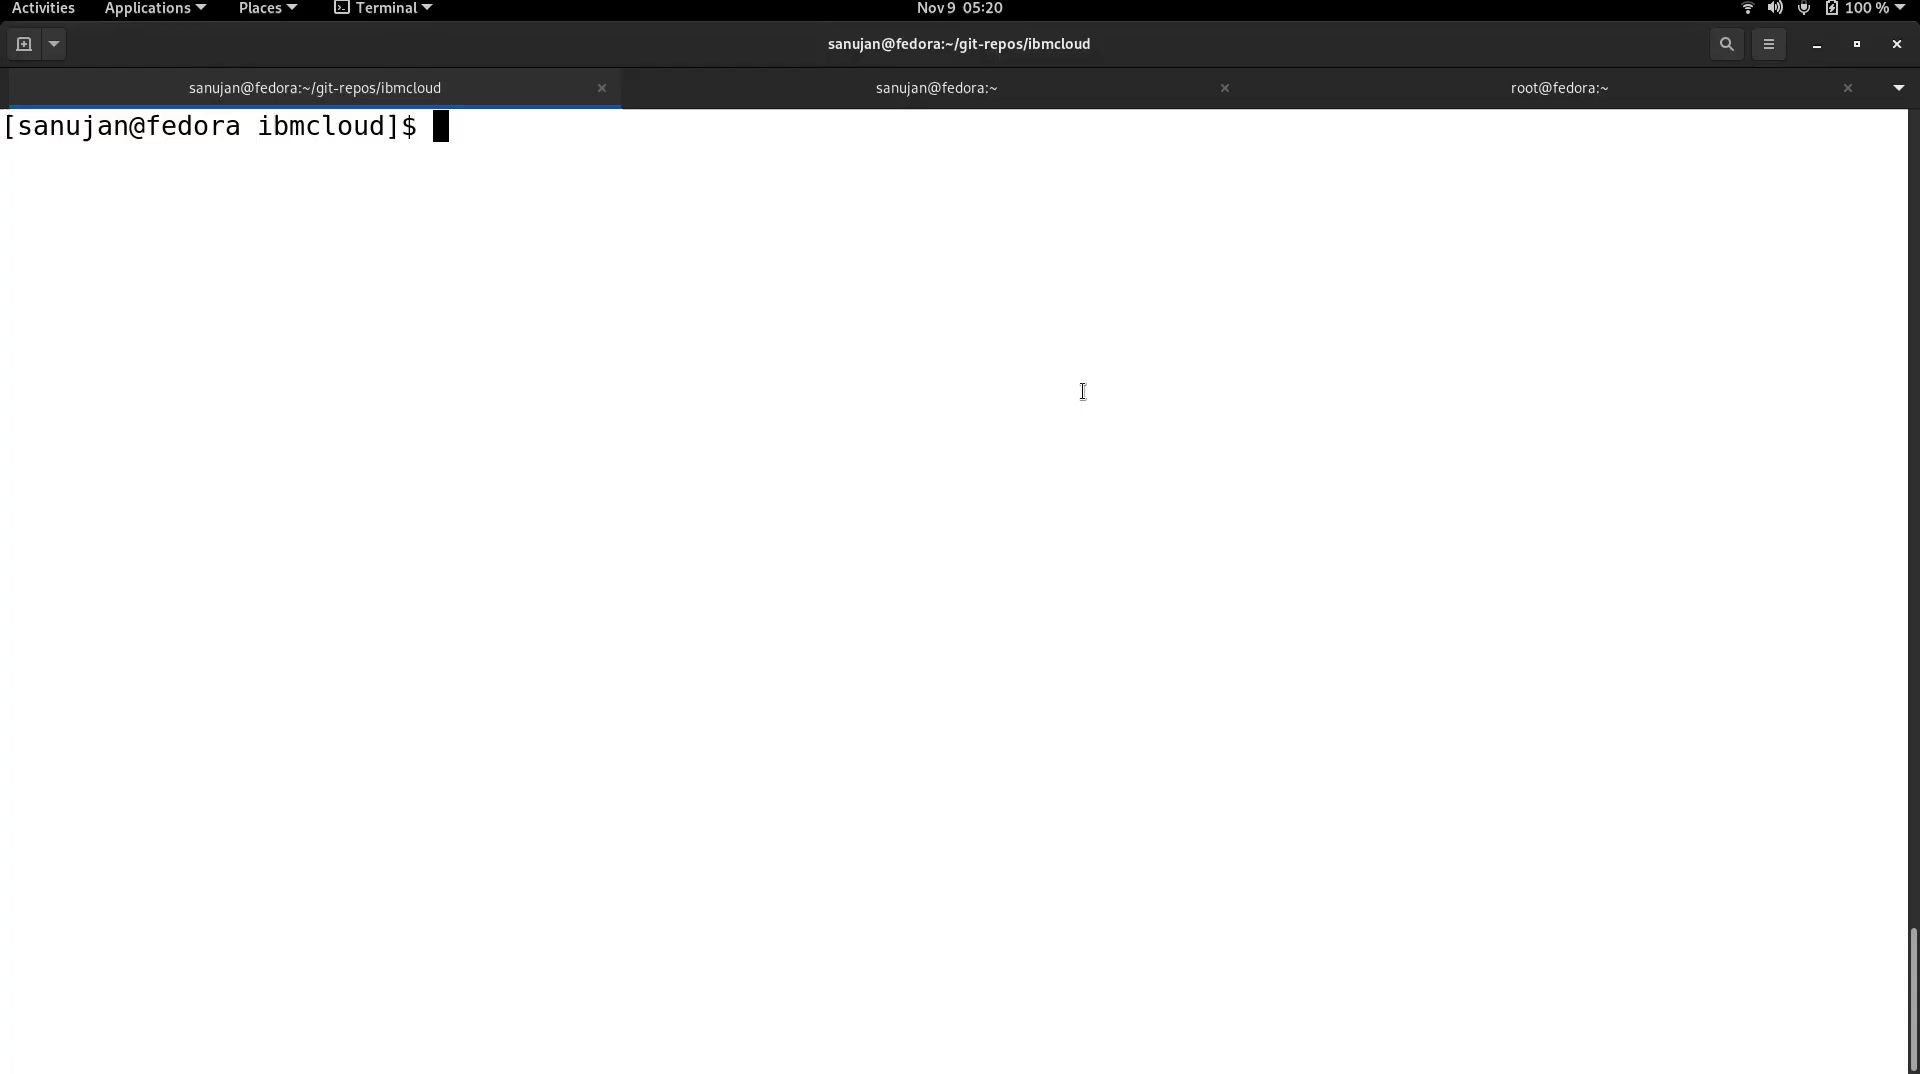 Activities Applications Places Terminal Nov 9 05:20 100 %
sanujan@fedora:~/git-repos/ibmcloud
sanujan@fedora:~/git-repos/ibmcloud sanujan@fedora:~ root@fedora:~
[sanujan@fedora ibmcloud]$